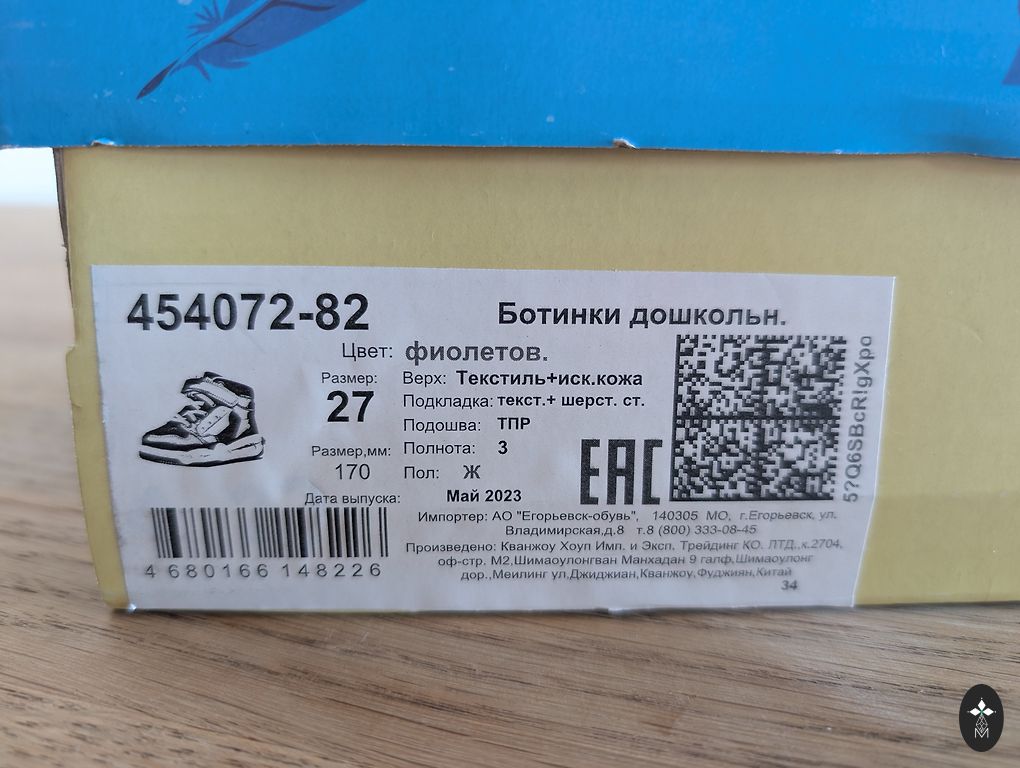 454072-82
Ботинки дошкольн.
Цвет: фиолетов.
Размер:
27
Верх: Текстиль+иск.кожа
Подкладка: текст.+ шерст. ст.
Подошва: ТПР
Размер,мм:
170
Полнота: 3
Пол: Ж
EAC
5?Q6SBcR!gXpo
Дата выпуска: Май 2023
Импортер: АО "Егорьевск-обувь", 140305 МО, г.Егорьевск, ул.
Владимирская,д.8 т.8 (800) 333-08-45
Произведено: Кванжоу Хоуп Имп. и Эксп. Трейдинг КО. ЛТД.,к.2704,
оф-стр. М2,Шимаоулонгван Манхадан 9 галф,Шимаоулонг
дор.,Меилинг ул,Джиджиан,Кванжоу,Фуджиян,Китай
34
4 680166 148226
M